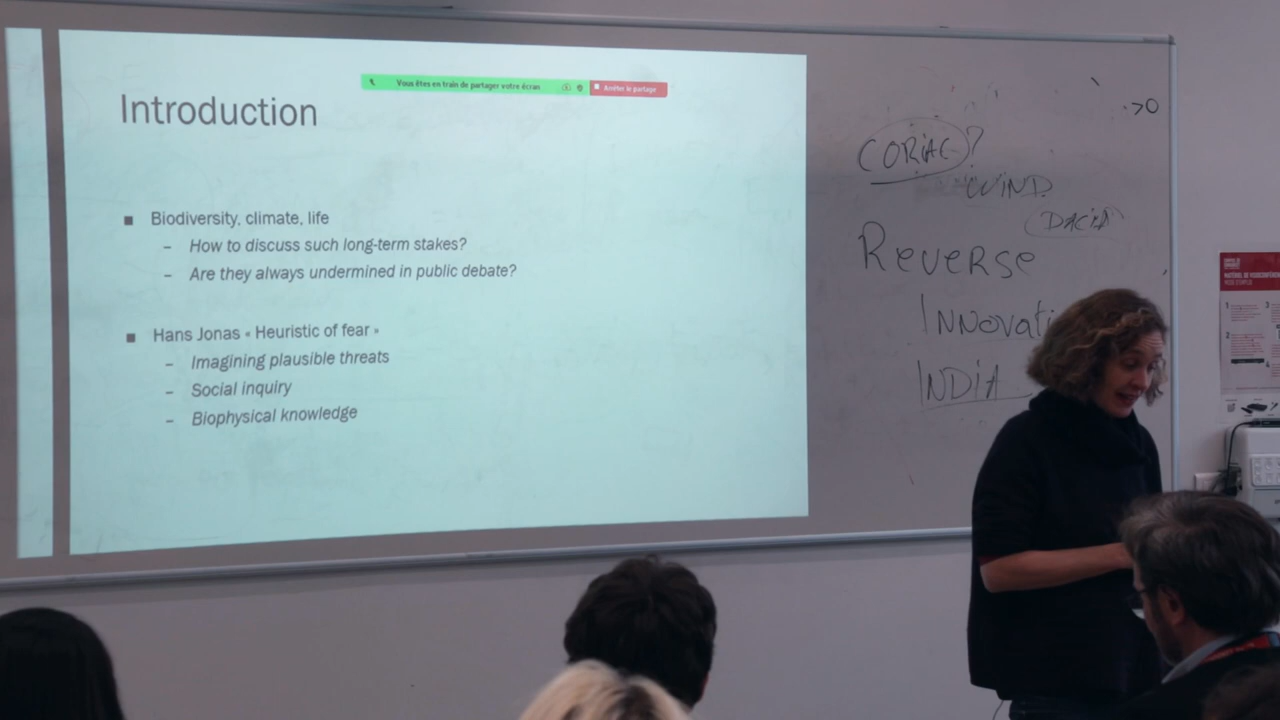 Vous êtes en train de partager votre écran
Arrêter le partage
Introduction
■ Biodiversity, climate, life
– How to discuss such long-term stakes?
– Are they always undermined in public debate?
■ Hans Jonas « Heuristic of fear »
– Imagining plausible threats
– Social inquiry
– Biophysical knowledge
>0
CORIAC?
DACIA
Reverse
Innovati
INDIA